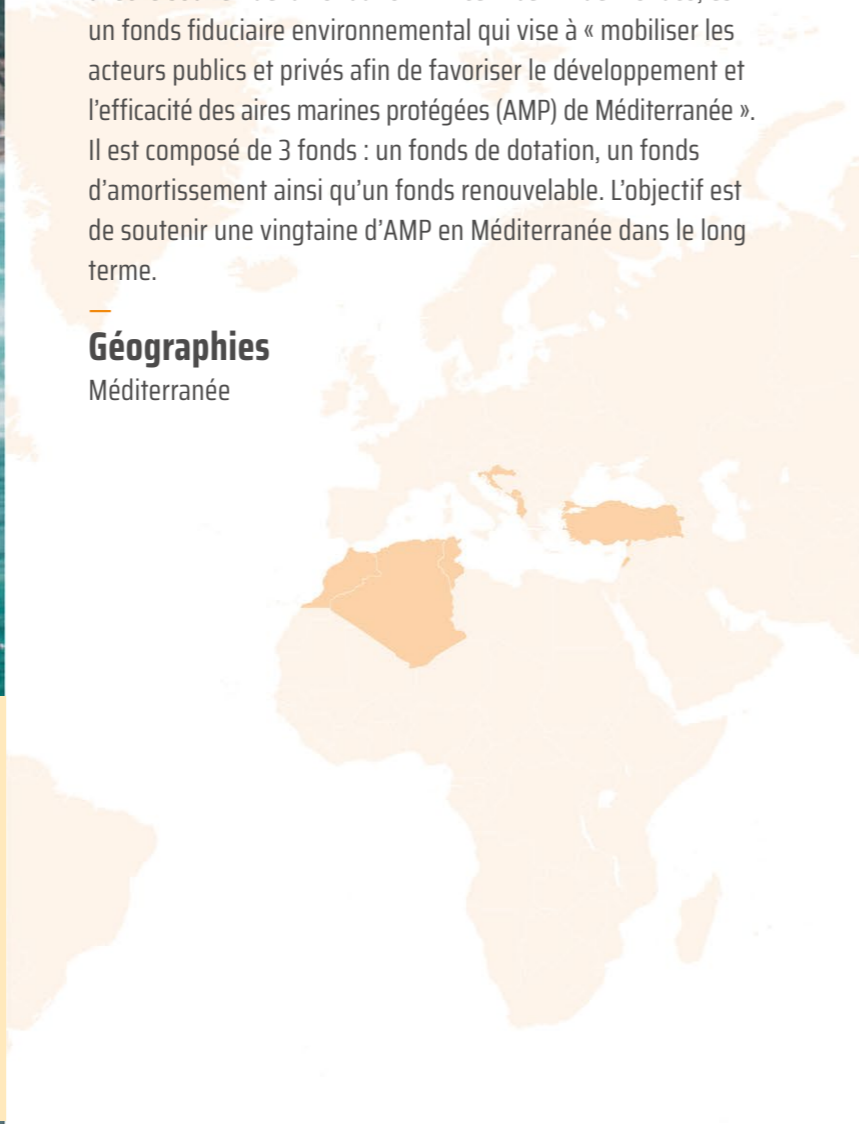 un fonds fiduciaire environnemental qui vise à « mobiliser les
acteurs publics et privés afin de favoriser le développement et
l’efficacité des aires marines protégées (AMP) de Méditerranée ».
Il est composé de 3 fonds : un fonds de dotation, un fonds
d’amortissement ainsi qu’un fonds renouvelable. L’objectif est
de soutenir une vingtaine d’AMP en Méditerranée dans le long
terme.
Géographies
Méditerranée